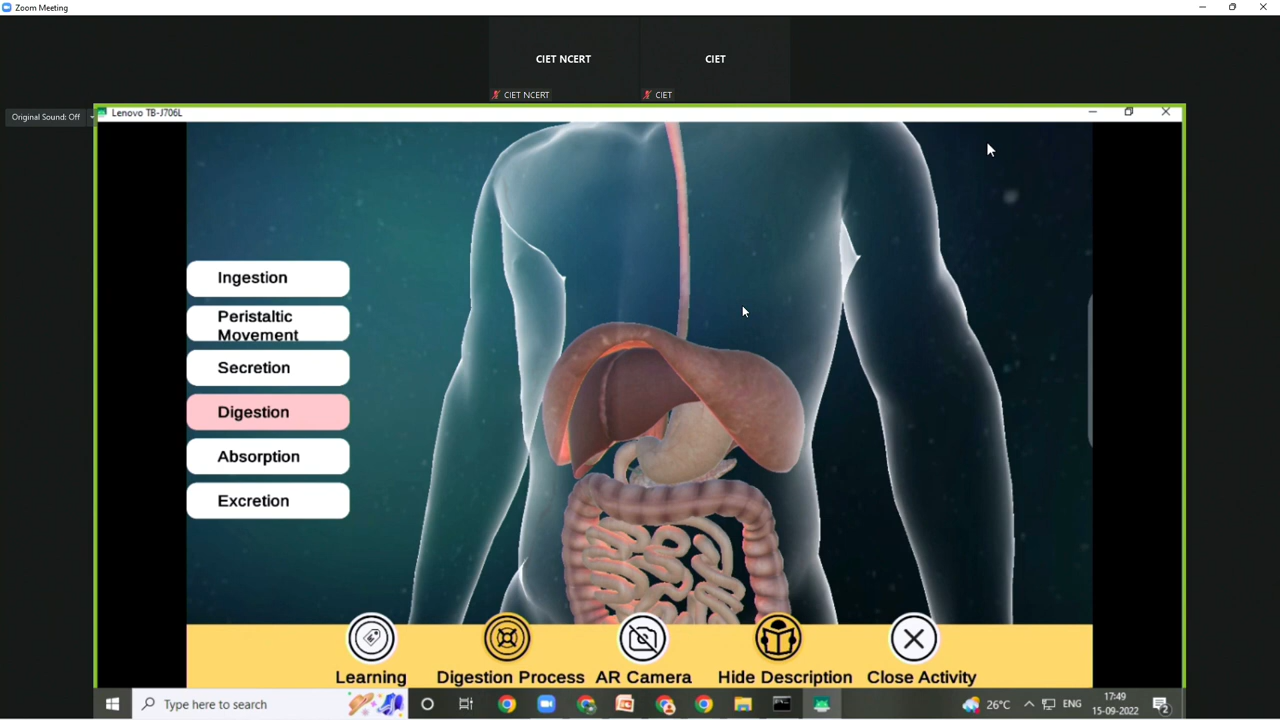 Zoom Meeting
CIET NCERT
CIET
CIET NCERT
CIET
Original Sound: Off
Lenovo TB-J706L
Ingestion
Peristaltic
Movement
Secretion
Digestion
Absorption
Excretion
Learning
Digestion Process
AR Camera
Hide Description
Close Activity
Type here to search
26°C
ENG
17:49
15-09-2022
2